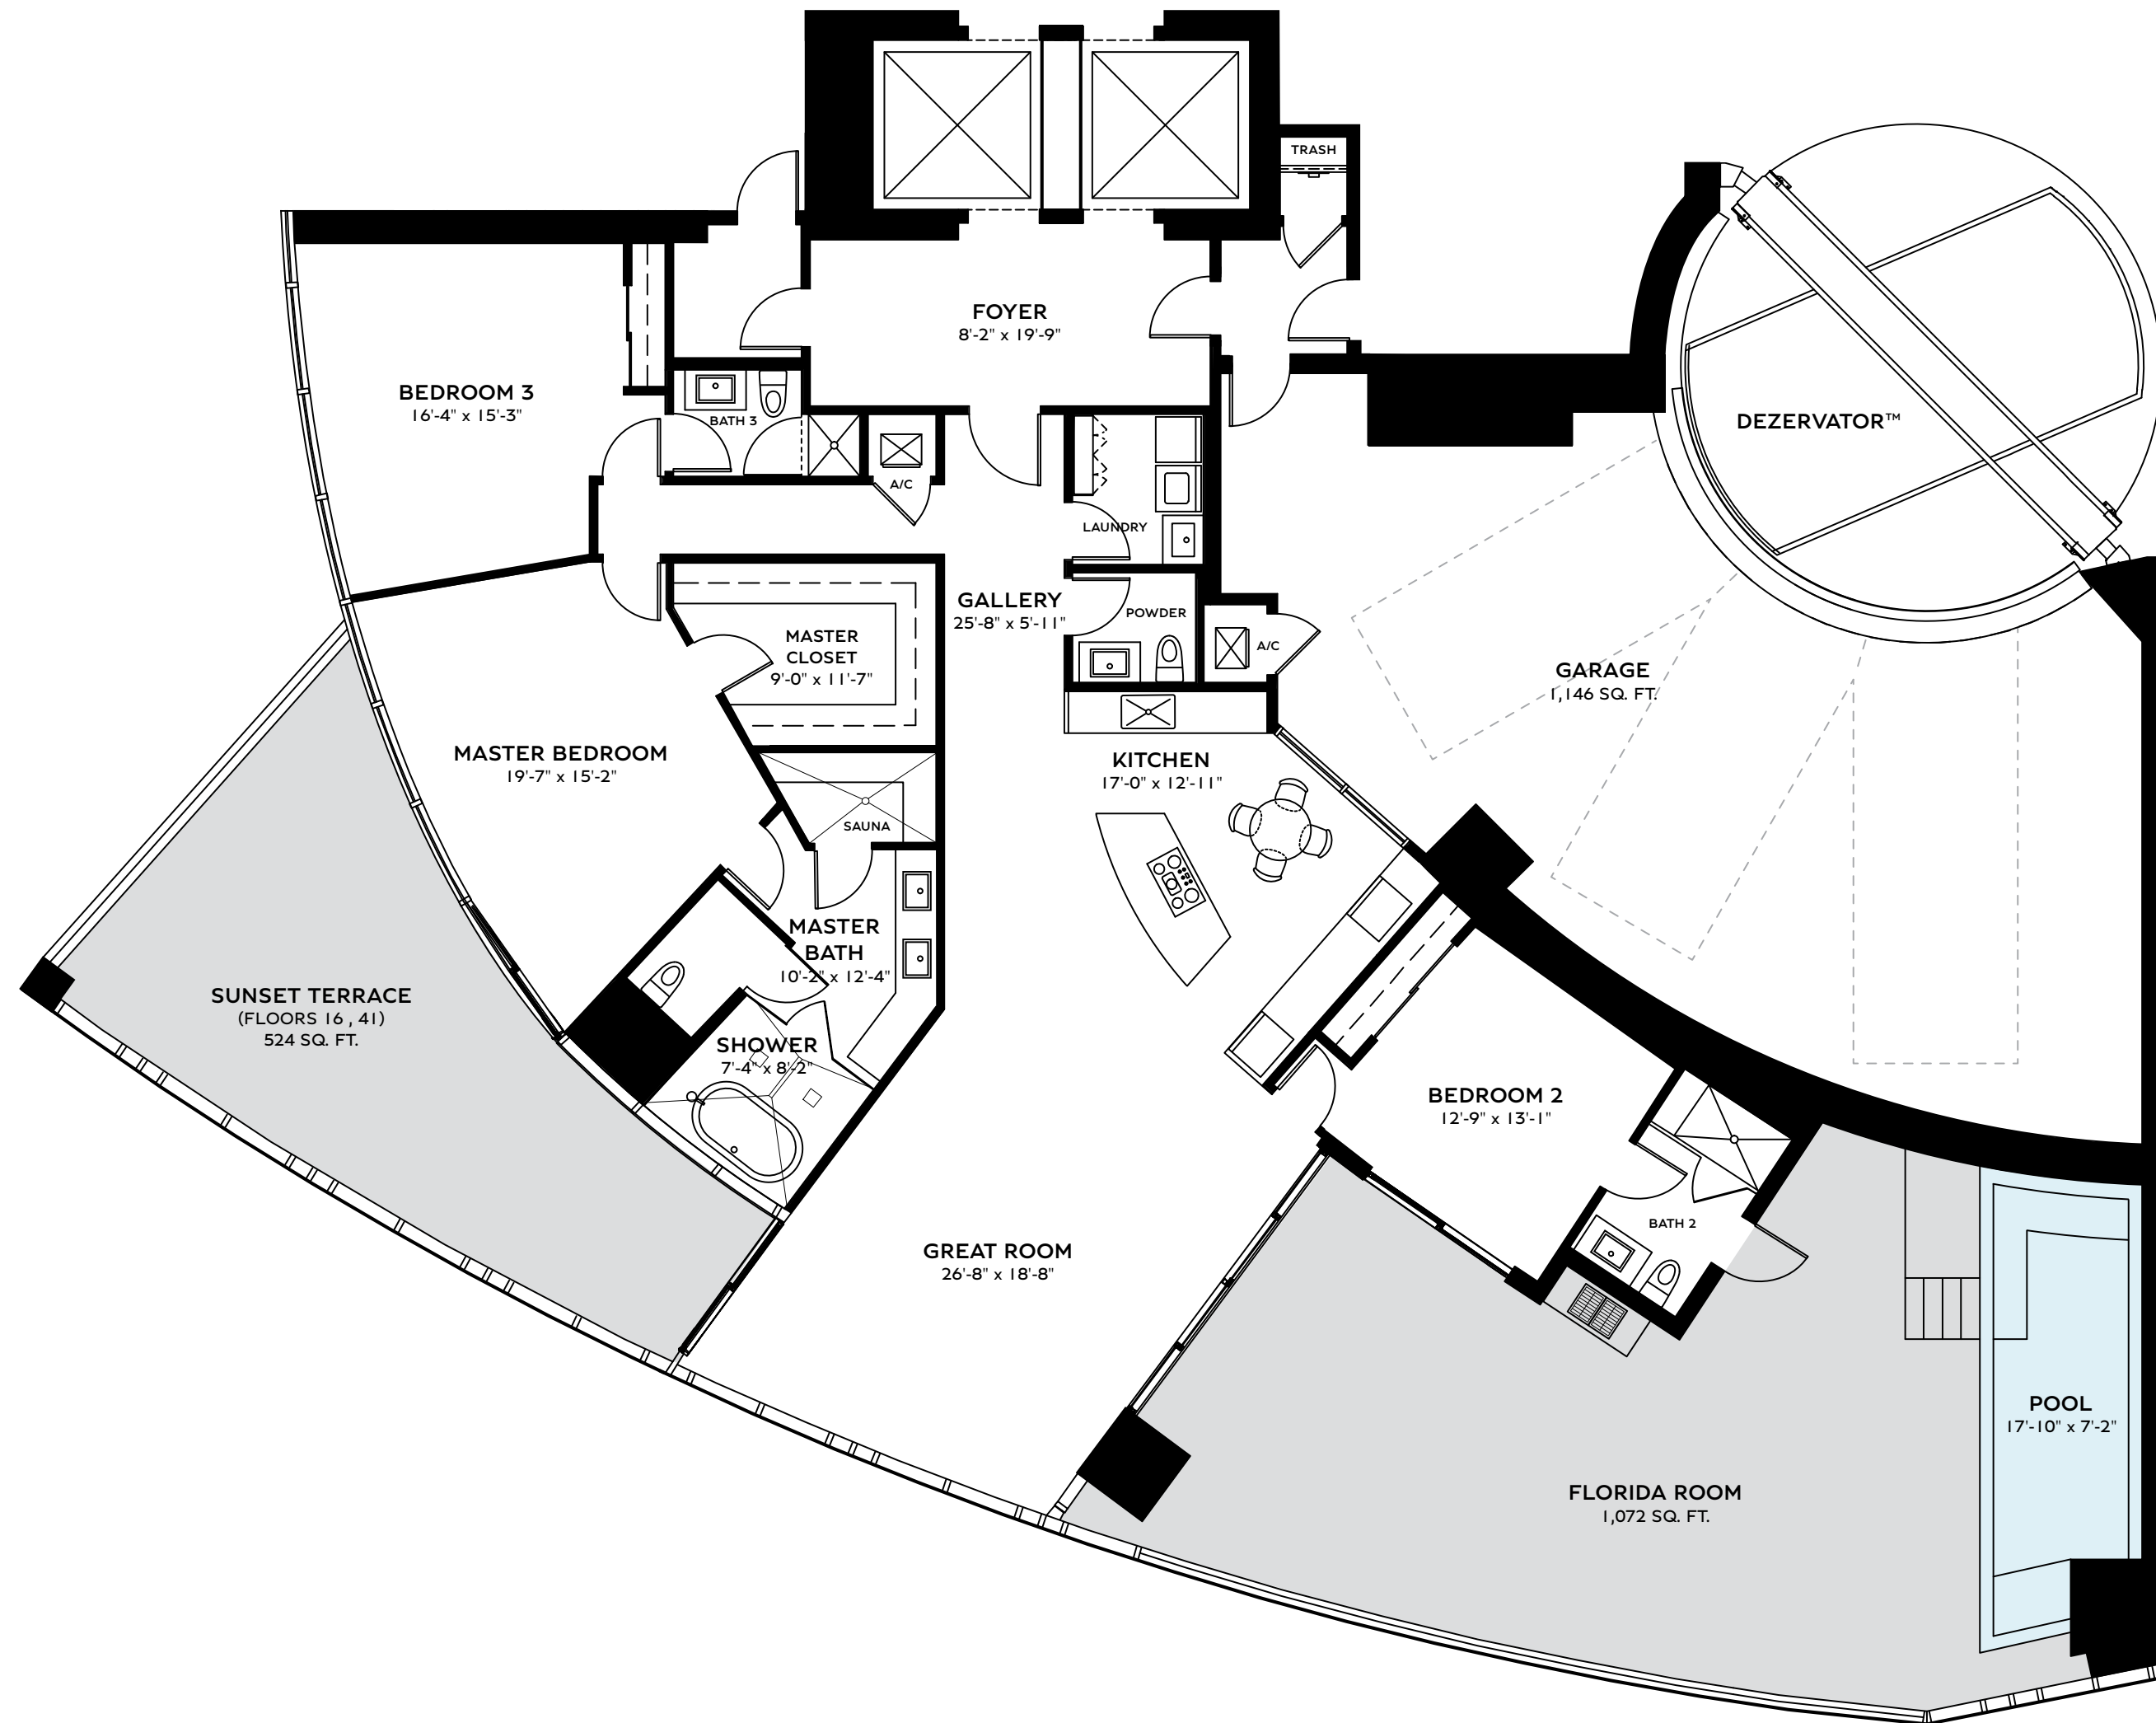 TRASH
FOYER
8'-2" x 19'-9"
BEDROOM 3
16'-4" x 15'-3"
BATH 3
DEZERVATOR™
A/C
LAUNDRY
GALLERY
25'-8" x 5'-11"
POWDER
MASTER
CLOSET
9'-0" x 11'-7"
A/C
GARAGE
1,146 SQ. FT.
MASTER BEDROOM
19'-7" x 15'-2"
KITCHEN
17'-0" x 12'-11"
SAUNA
MASTER
BATH
10'-2" x 12'-4"
SUNSET TERRACE
(FLOORS 16 , 41)
524 SQ. FT.
SHOWER
7'-4" x 8'-2"
BEDROOM 2
12'-9" x 13'-1"
BATH 2
GREAT ROOM
26'-8" x 18'-8"
POOL
17'-10" x 7'-2"
FLORIDA ROOM
1,072 SQ. FT.